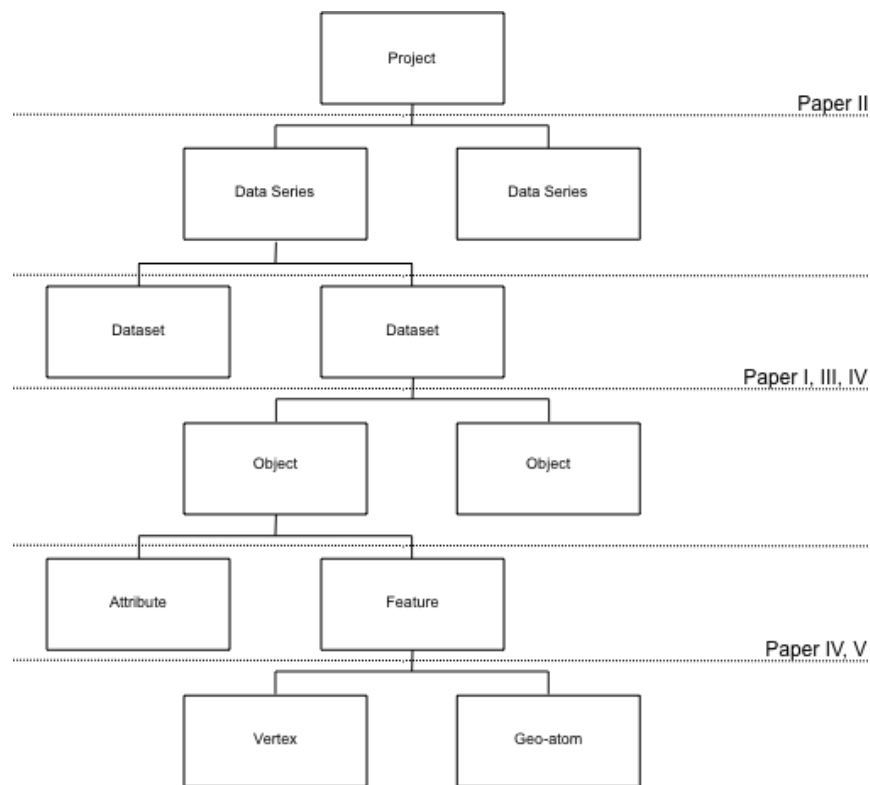 Project
Paper II
Data Series
Data Series
Dataset
Dataset
Paper I, III, IV
Object
Object
Attribute
Feature
Paper IV, V
Vertex
Geo-atom